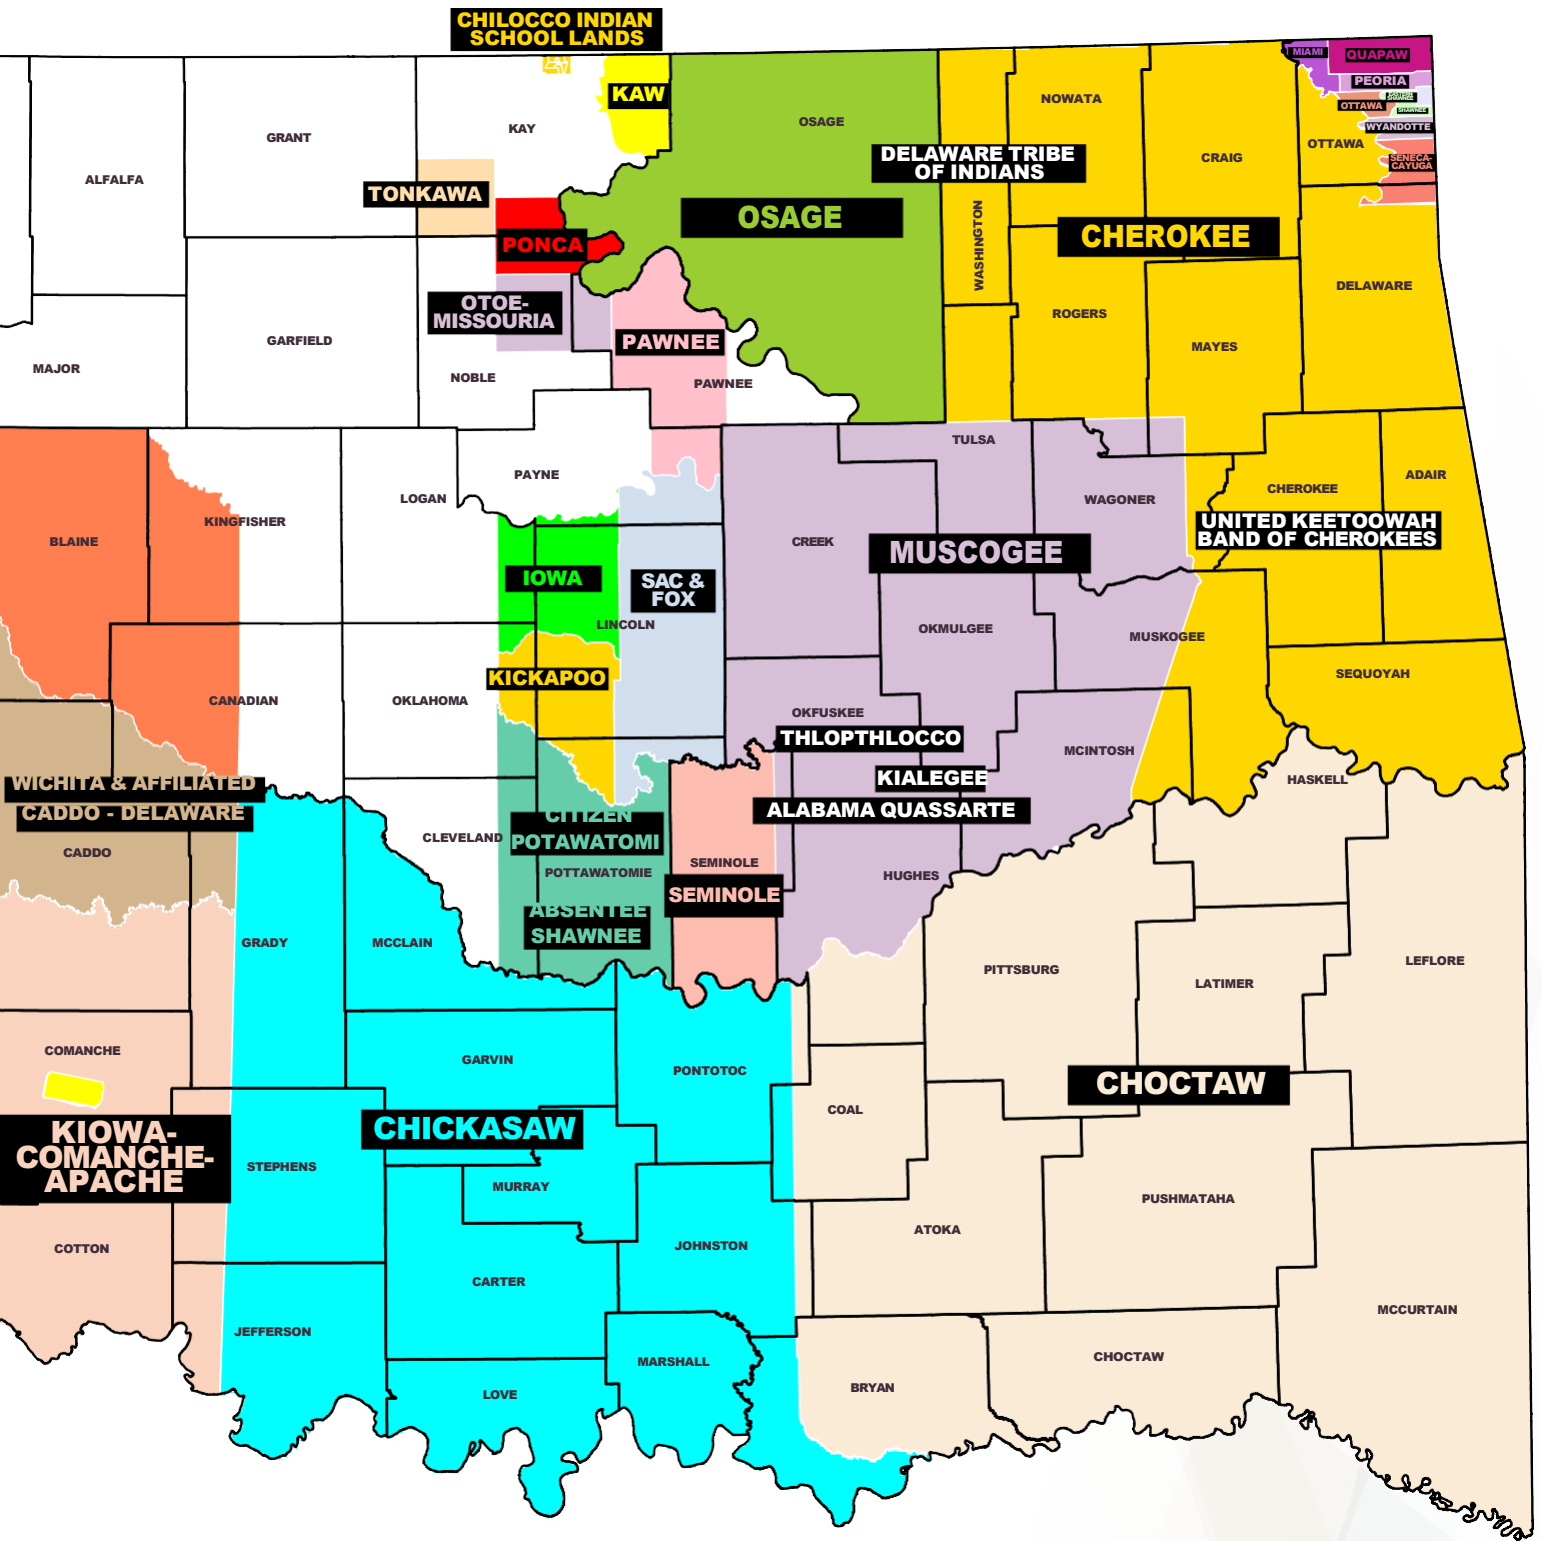 CHILOCCO INDIAN
SCHOOL LANDS
MIAMI
QUAPAW
PEORIA
KAW
OTTAWA
EASTERN
SHAWNEE
SHAWNEE
NOWATA
WYANDOTTE
GRANT
KAY
OSAGE
OTTAWA
DELAWARE TRIBE
OF INDIANS
CRAIG
SENECA-
CAYUGA
ALFALFA
TONKAWA
OSAGE
WASHINGTON
CHEROKEE
PONCA
DELAWARE
OTOE-
MISSOURIA
ROGERS
GARFIELD
PAWNEE
MAYES
MAJOR
NOBLE
PAWNEE
TULSA
PAYNE
ADAIR
CHEROKEE
LOGAN
WAGONER
KINGFISHER
UNITED KEETOOWAH
BAND OF CHEROKEES
BLAINE
CREEK
MUSCOGEE
IOWA
SAC &
FOX
LINCOLN
OKMULGEE
MUSKOGEE
KICKAPOO
SEQUOYAH
CANADIAN
OKLAHOMA
OKFUSKEE
THLOPTHLOCCO
MCINTOSH
KIALEGEE
HASKELL
WICHITA & AFFILIATED
CADDO - DELAWARE
ALABAMA QUASSARTE
CITIZEN
POTAWATOMI
CLEVELAND
CADDO
SEMINOLE
POTTAWATOMIE
HUGHES
SEMINOLE
ABSENTEE
SHAWNEE
GRADY
MCCLAIN
LEFLORE
PITTSBURG
LATIMER
COMANCHE
GARVIN
PONTOTOC
CHOCTAW
COAL
CHICKASAW
KIOWA-
COMANCHE-
APACHE
STEPHENS
MURRAY
PUSHMATAHA
ATOKA
COTTON
JOHNSTON
CARTER
MCCURTAIN
JEFFERSON
CHOCTAW
MARSHALL
BRYAN
LOVE